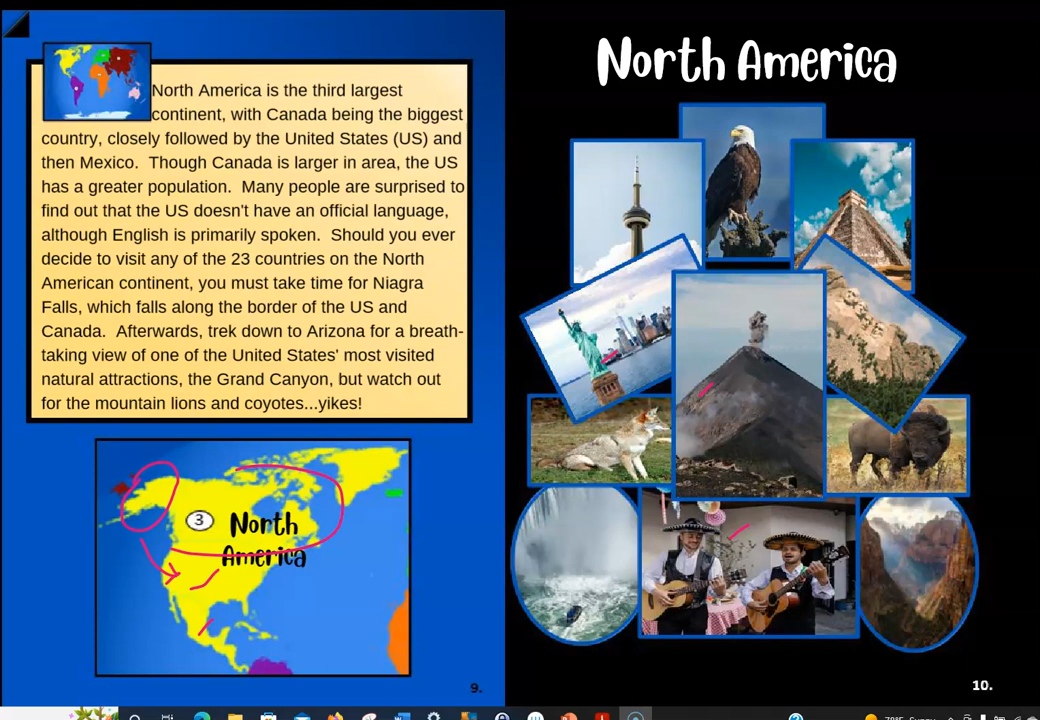 North America is the third largest
continent, with Canada being the biggest
country, closely followed by the United States (US) and
then Mexico.  Though Canada is larger in area, the US
has a greater population.  Many people are surprised to
find out that the US doesn't have an official language,
although English is primarily spoken.  Should you ever
decide to visit any of the 23 countries on the North
American continent, you must take time for Niagra
Falls, which falls along the border of the US and
Canada.  Afterwards, trek down to Arizona for a breath-
taking view of one of the United States' most visited
natural attractions, the Grand Canyon, but watch out
for the mountain lions and coyotes...yikes!
3
North
America
9.
North America
10.